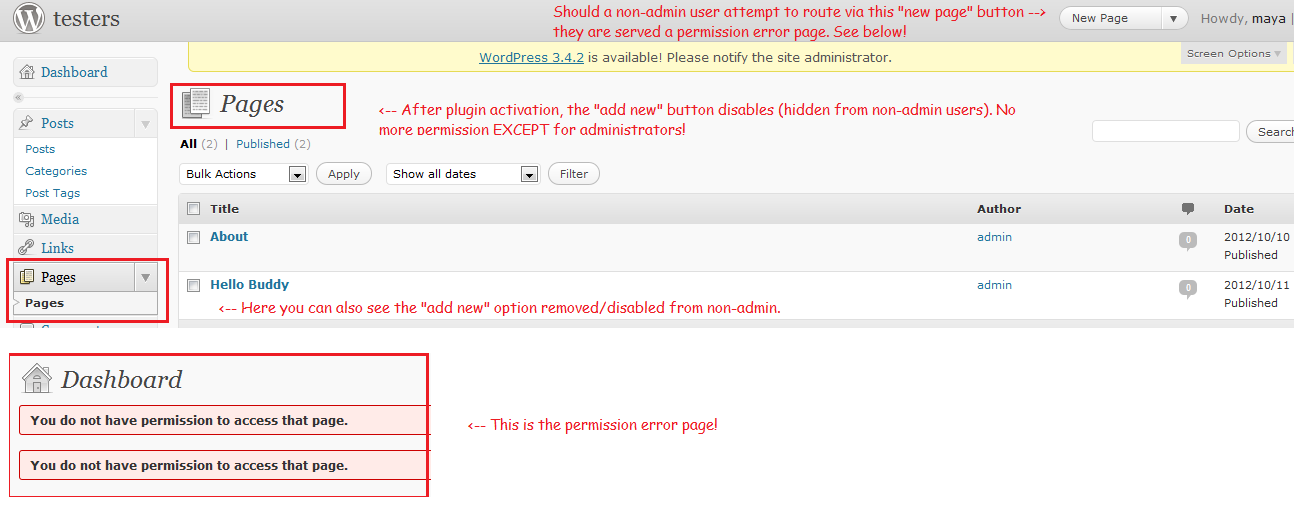 testers
Should a non-admin user attempt to route via this "new page" button -->
they are served a permission error page. See below!
New Page
Howdy, maya |
WordPress 3.4.2 is available! Please notify the site administrator.
Screen Options
Dashboard
Pages
<-- After plugin activation, the "add new" button disables (hidden from non-admin users). No
more permission EXCEPT for administrators!
Posts
Search
All (2) | Published (2)
Posts
Categories
Post Tags
Bulk Actions
Apply
Show all dates
Filter
Media
Links
Pages
Pages
Title
Author
Date
About
admin
0
2012/10/10
Published
Hello Buddy
admin
0
2012/10/11
Published
<-- Here you can also see the "add new" option removed/disabled from non-admin.
Dashboard
You do not have permission to access that page.
You do not have permission to access that page.
<-- This is the permission error page!